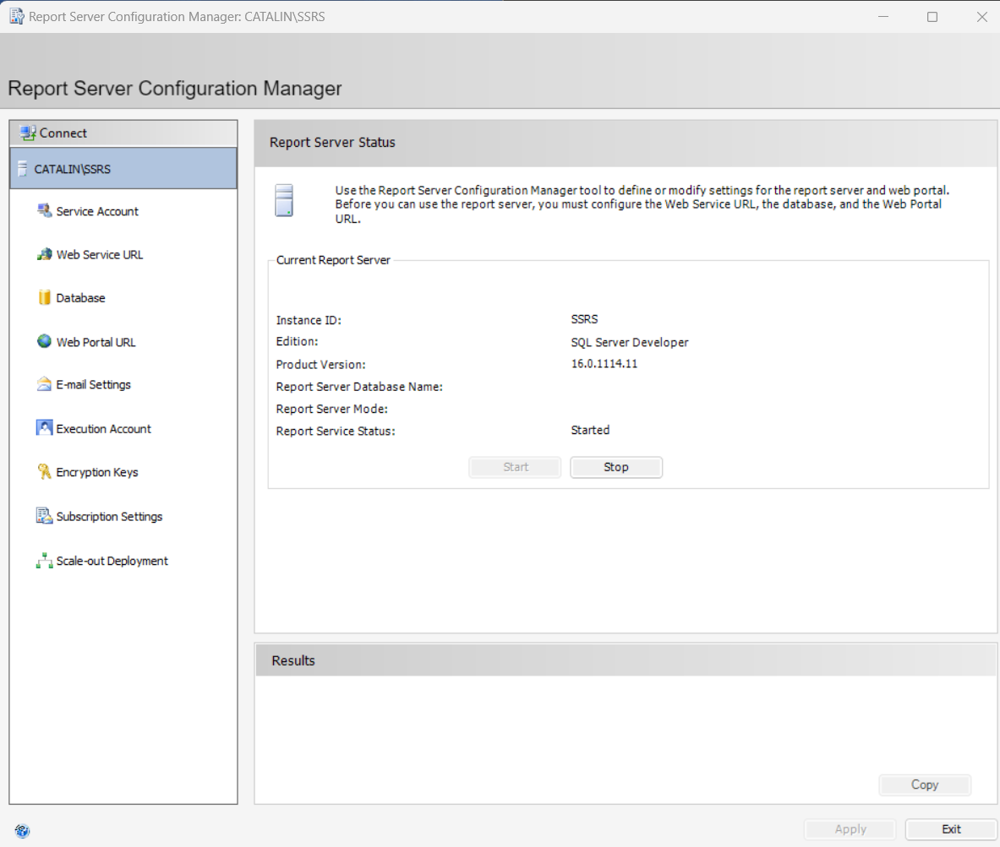 Report Server Configuration Manager: CATALIN\SSRS
Report Server Configuration Manager
Connect
CATALIN\SSRS
Service Account
Web Service URL
Database
Web Portal URL
E-mail Settings
Execution Account
Encryption Keys
Subscription Settings
Scale-out Deployment
Report Server Status
Use the Report Server Configuration Manager tool to define or modify settings for the report server and web portal.
Before you can use the report server, you must configure the Web Service URL, the database, and the Web Portal
URL.
Current Report Server
Instance ID: SSRS
Edition: SQL Server Developer
Product Version: 16.0.1114.11
Report Server Database Name:
Report Server Mode:
Report Service Status: Started
Start Stop
Results
Copy
Apply Exit